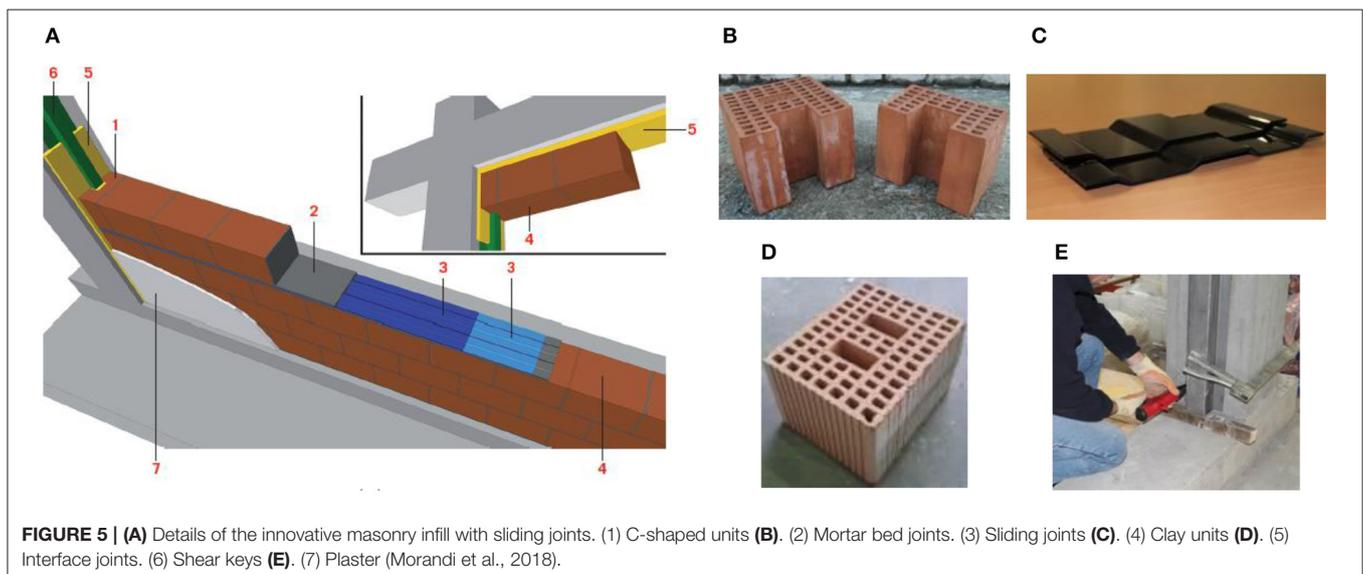 A
B
C
6
5
1
5
2
4
3
3
D
E
7
4
FIGURE 5 | (A) Details of the innovative masonry infill with sliding joints. (1) C-shaped units (B). (2) Mortar bed joints. (3) Sliding joints (C). (4) Clay units (D). (5)
Interface joints. (6) Shear keys (E). (7) Plaster (Morandi et al., 2018).